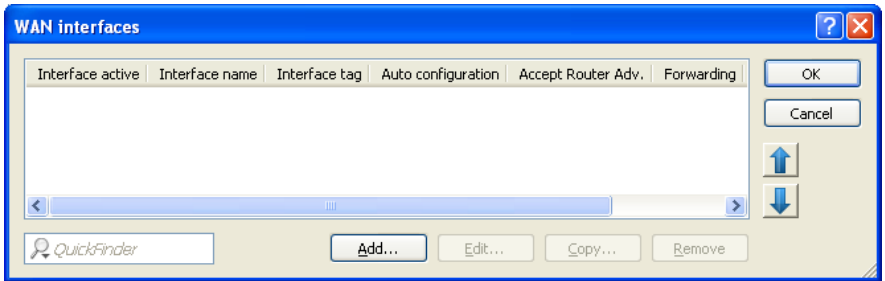 WAN interfaces
Interface active Interface name Interface tag Auto configuration Accept Router Adv. Forwarding
OK
Cancel
QuickFinder Add... Edit... Copy... Remove